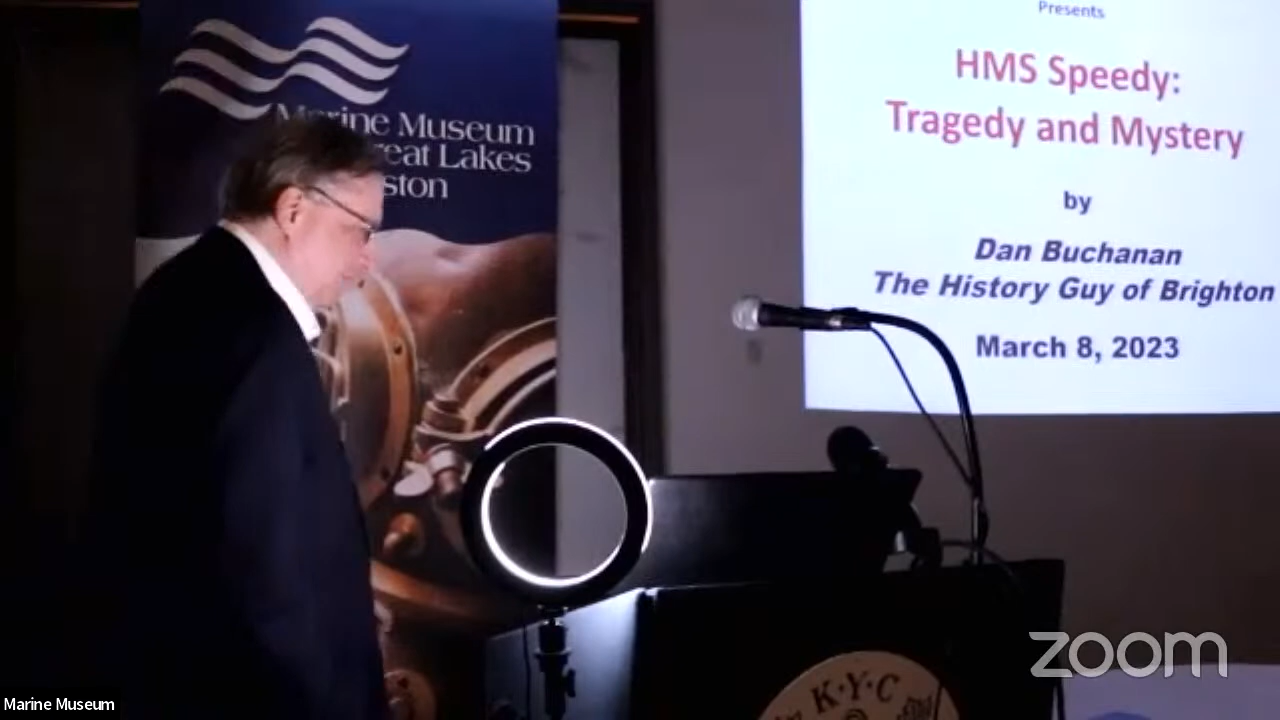 Marine Museum
reat Lakes
ston
Presents
HMS Speedy:
Tragedy and Mystery
by
Dan Buchanan
The History Guy of Brighton
March 8, 2023
K·Y·C
zoom
Marine Museum